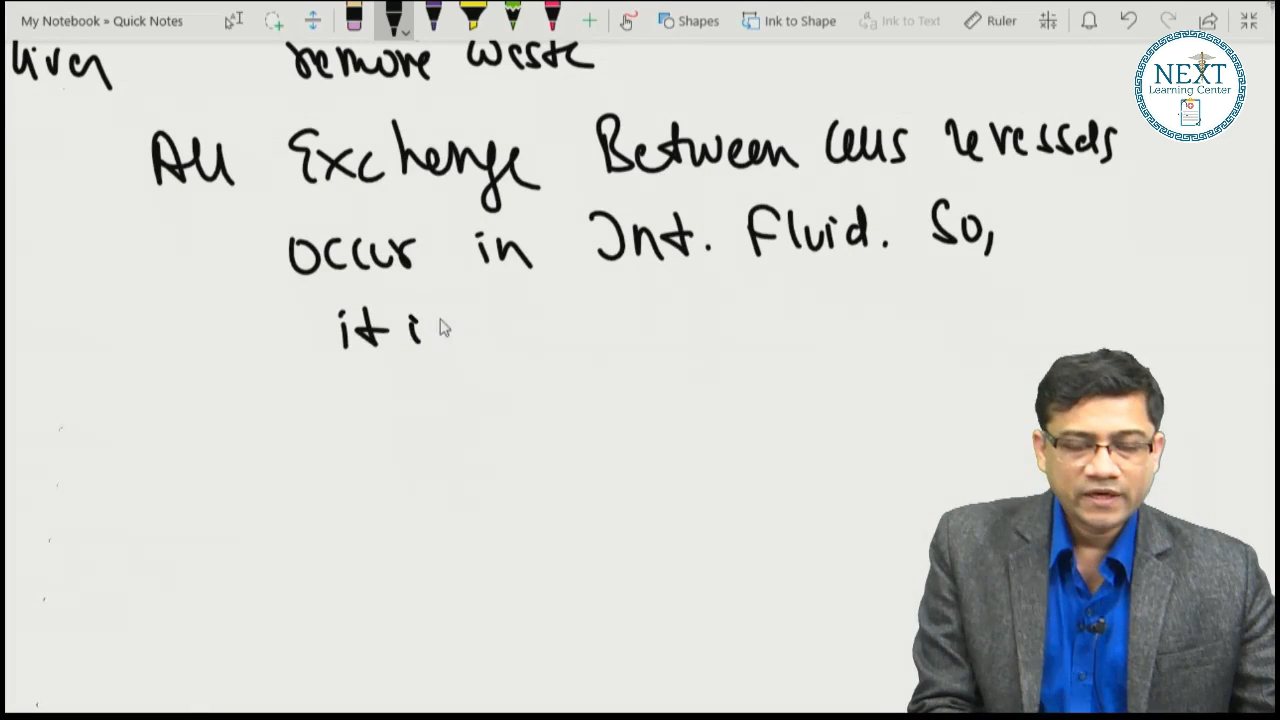 My Notebook » Quick Notes Shapes Ink to Shape Ink to Text Ruler
NEXT
Learning Center
liver remove waste
All Exchange Between cells & vessels
occur in Int. Fluid. So,
it i